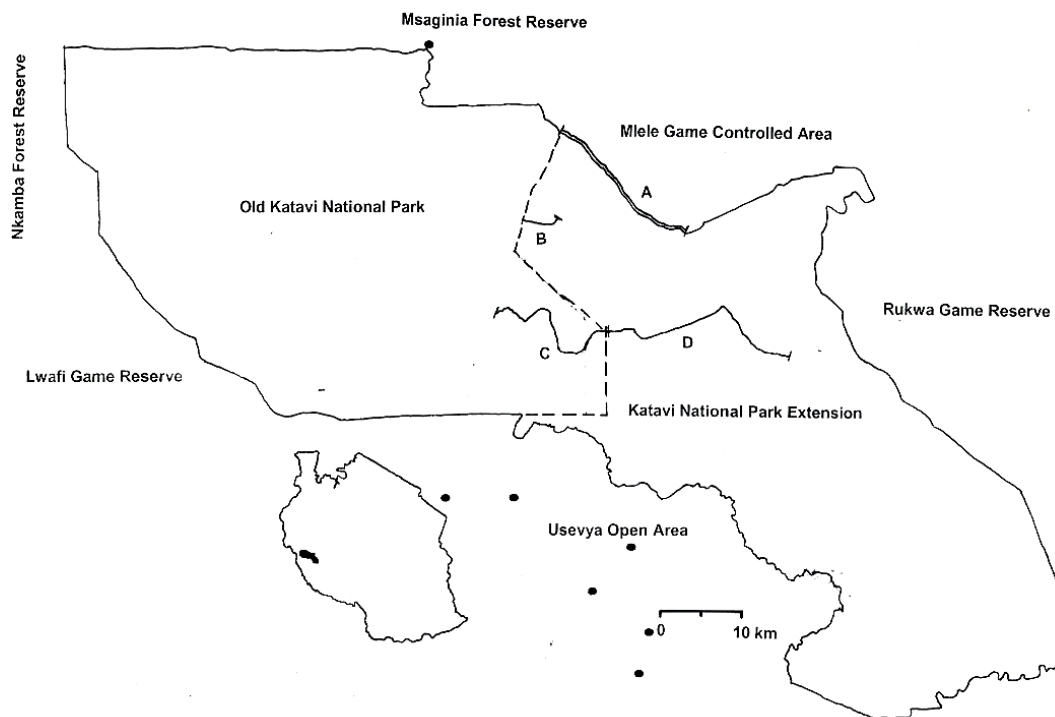 Msaginia Forest Reserve
Nkamba Forest Reserve
Mlele Game Controlled Area
A
Old Katavi National Park
B
Rukwa Game Reserve
C
D
Lwafi Game Reserve
Katavi National Park Extension
Usevya Open Area
0 10 km